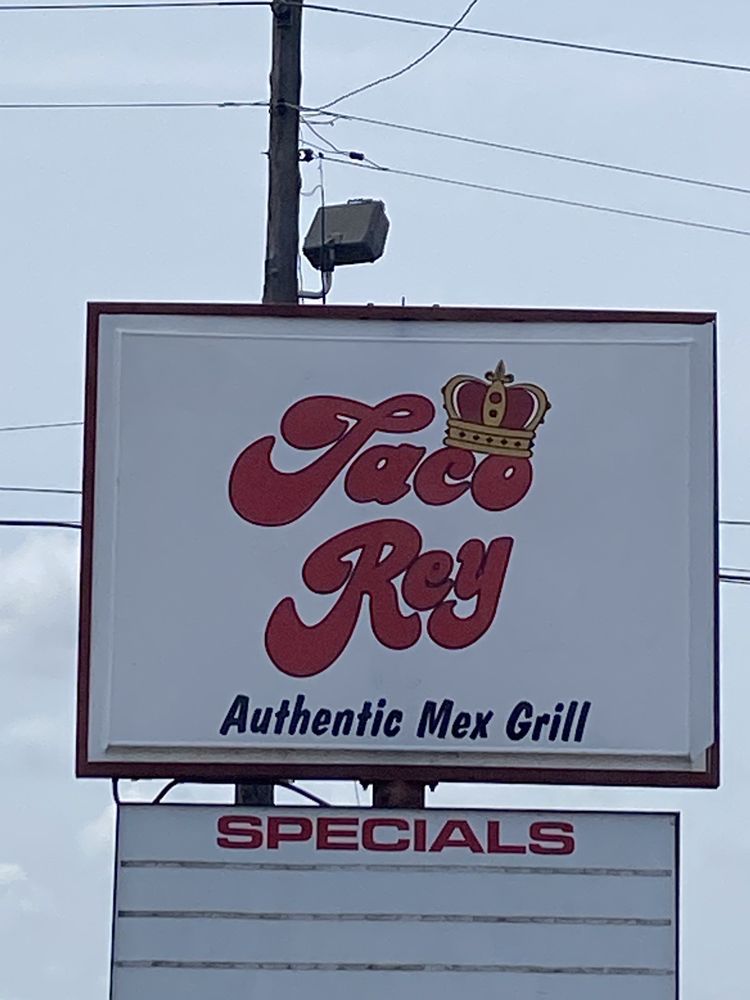 Taco
Rey
Authentic Mex Grill
SPECIALS